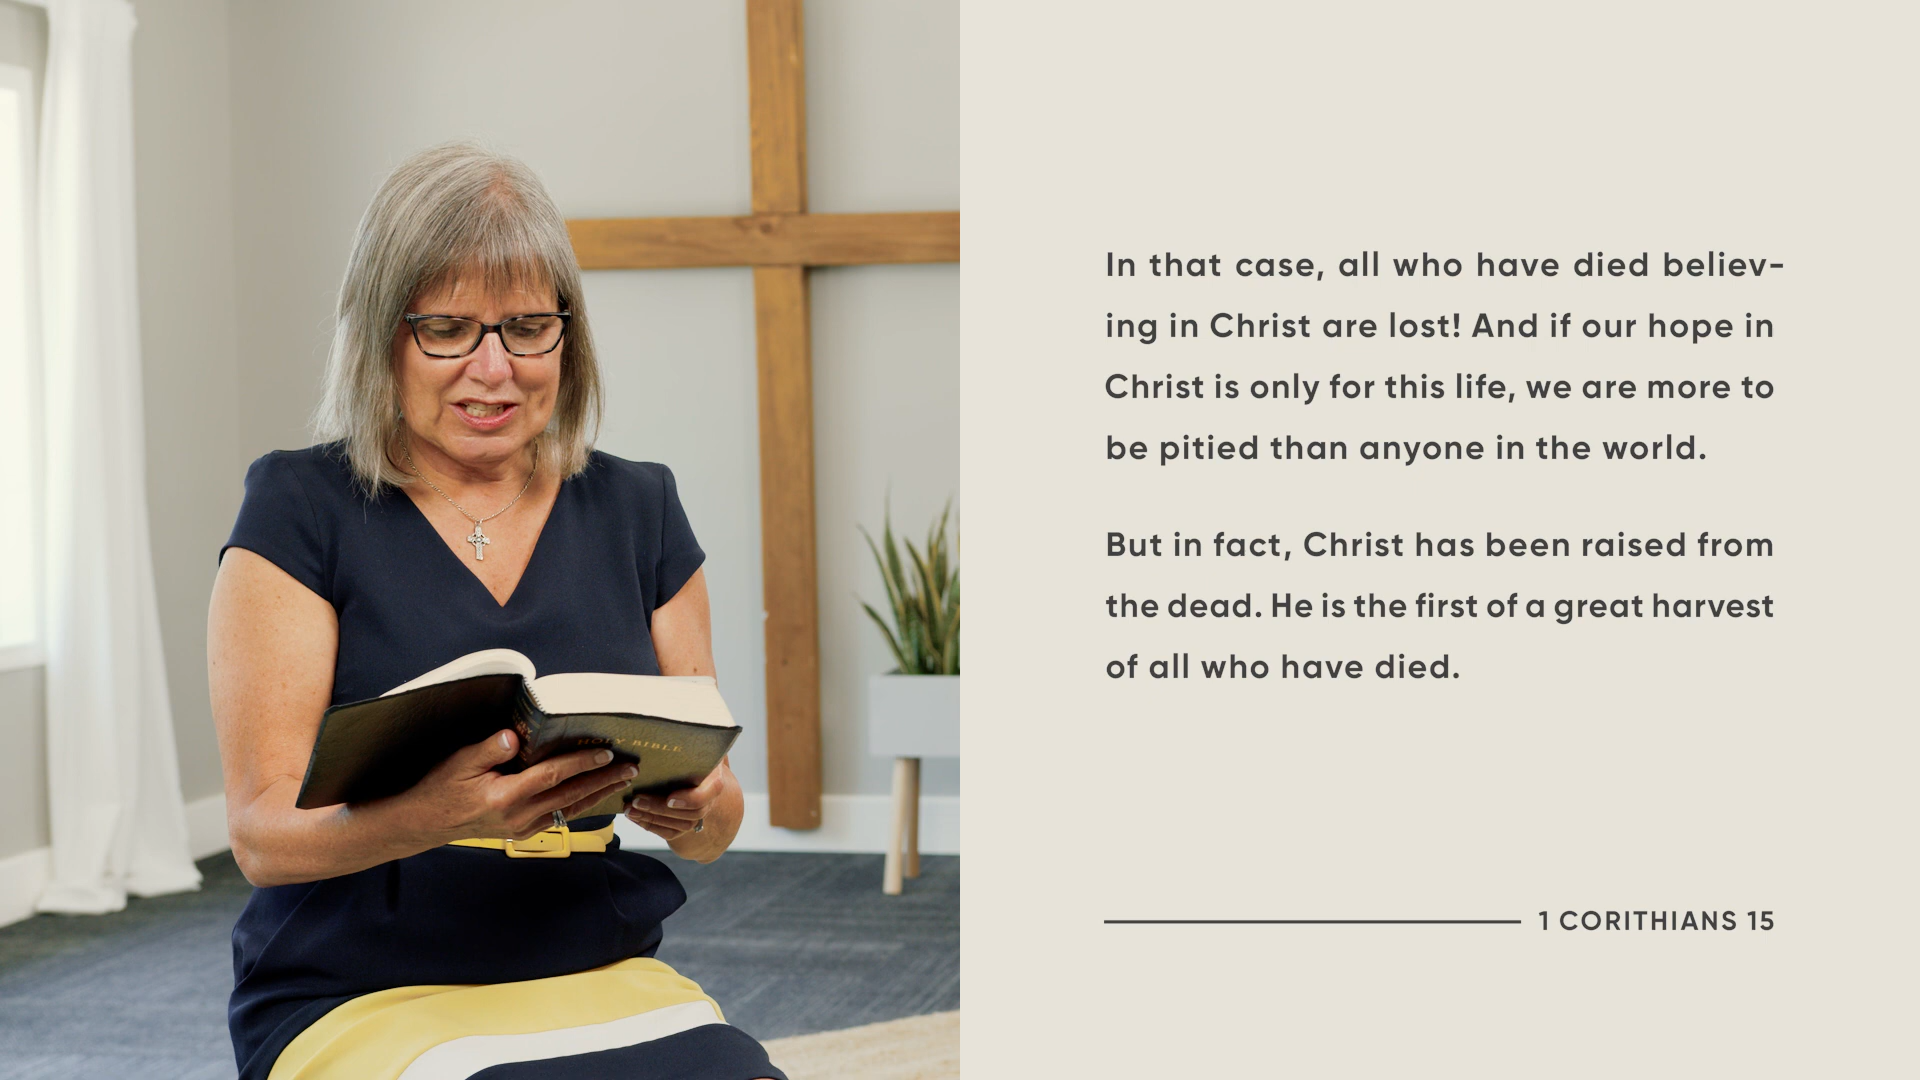 In that case, all who have died believ-
ing in Christ are lost! And if our hope in
Christ is only for this life, we are more to
be pitied than anyone in the world.
But in fact, Christ has been raised from
the dead. He is the first of a great harvest
of all who have died.
1 CORITHIANS 15
HOLY BIBLE